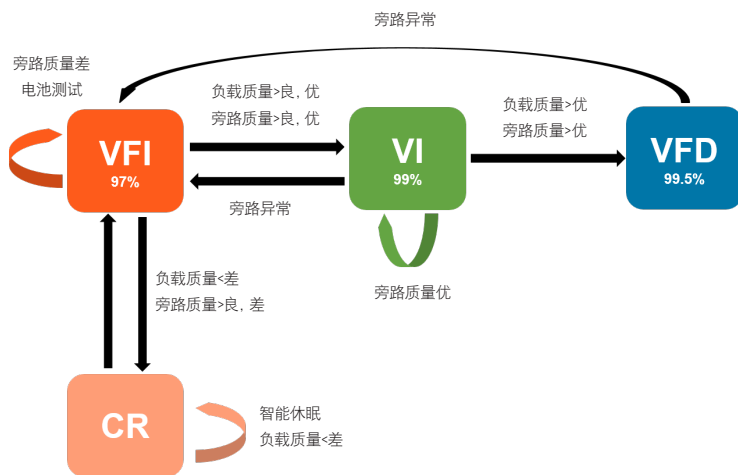 旁路异常
旁路质量差
电池测试
VFI
97%
负载质量>良, 优
旁路质量>良, 优
VI
99%
负载质量>优
旁路质量>优
VFD
99.5%
旁路异常
负载质量<差
旁路质量>良, 差
旁路质量优
CR
智能休眠
负载质量<差